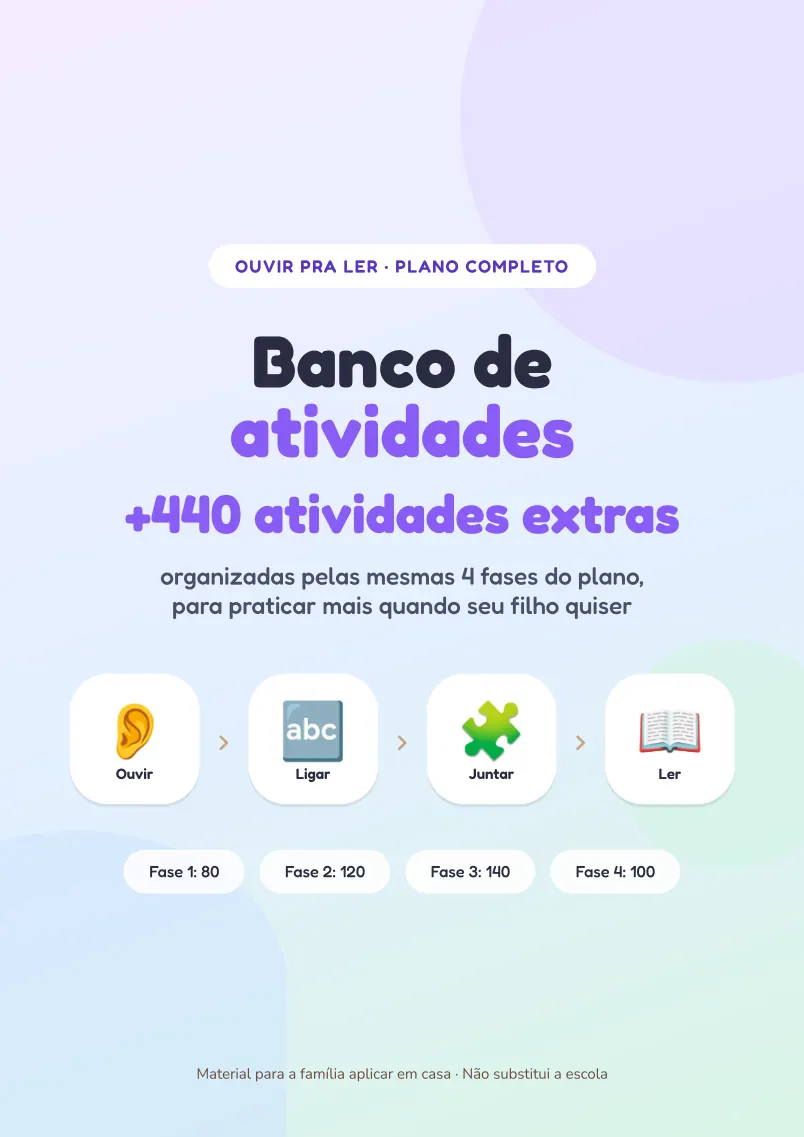 OUVIR PRA LER · PLANO COMPLETO
Banco de
atividades
+440 atividades extras
organizadas pelas mesmas 4 fases do plano,
para praticar mais quando seu filho quiser
abc
Ouvir
›
Ligar
›
Juntar
›
Ler
Fase 1: 80
Fase 2: 120
Fase 3: 140
Fase 4: 100
Material para a família aplicar em casa · Não substitui a escola